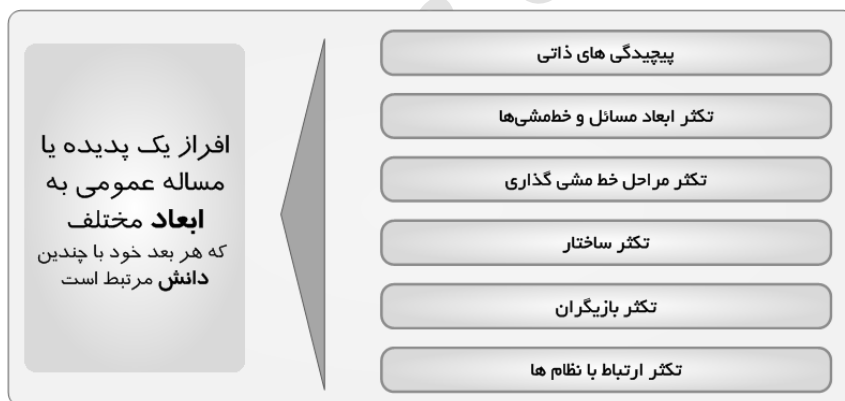 پیچیدگی های ذاتی
تکثر ابعاد مسائل و خط‌مشی‌ها
تکثر مراحل خط مشی گذاری
تکثر ساختار
تکثر بازیگران
تکثر ارتباط با نظام ها
افراز یک پدیده یا
مساله عمومی به
ابعاد مختلف
که هر بعد خود با چندین
دانش مرتبط است